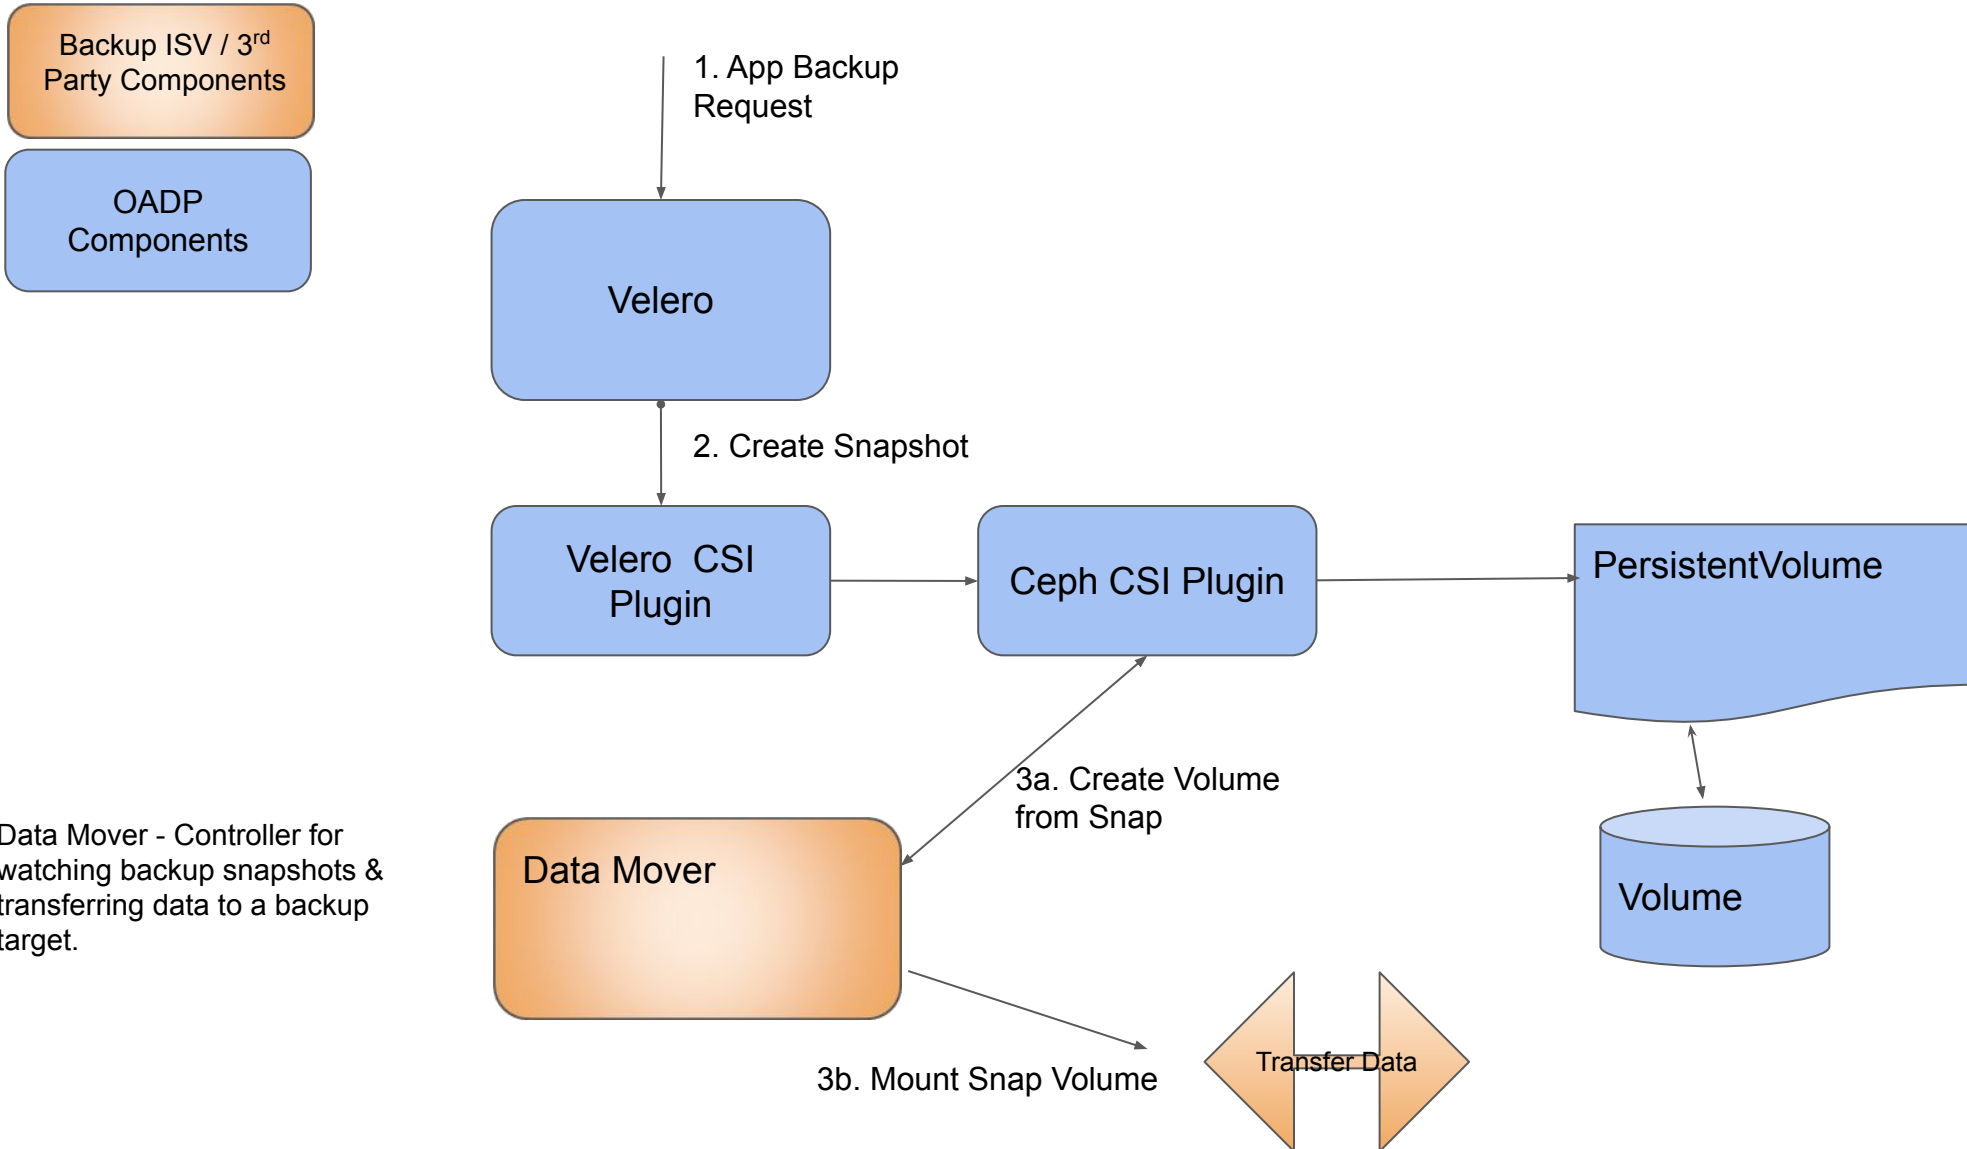 Backup ISV / 3rd
Party Components
OADP
Components
1. App Backup
Request
Velero
2. Create Snapshot
Velero  CSI
Plugin
Ceph CSI Plugin
PersistentVolume
3a. Create Volume
from Snap
Data Mover - Controller for
watching backup snapshots &
transferring data to a backup
target.
Data Mover
Volume
3b. Mount Snap Volume
Transfer Data